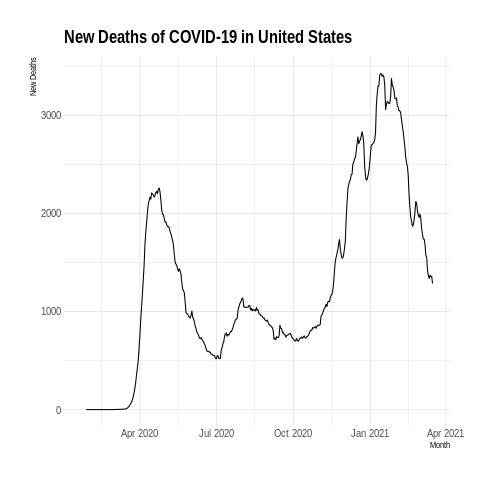 New Deaths of COVID-19 in United States
New Deaths
3000
2000
1000
0
Apr 2020 Jul 2020 Oct 2020 Jan 2021 Apr 2021
Month